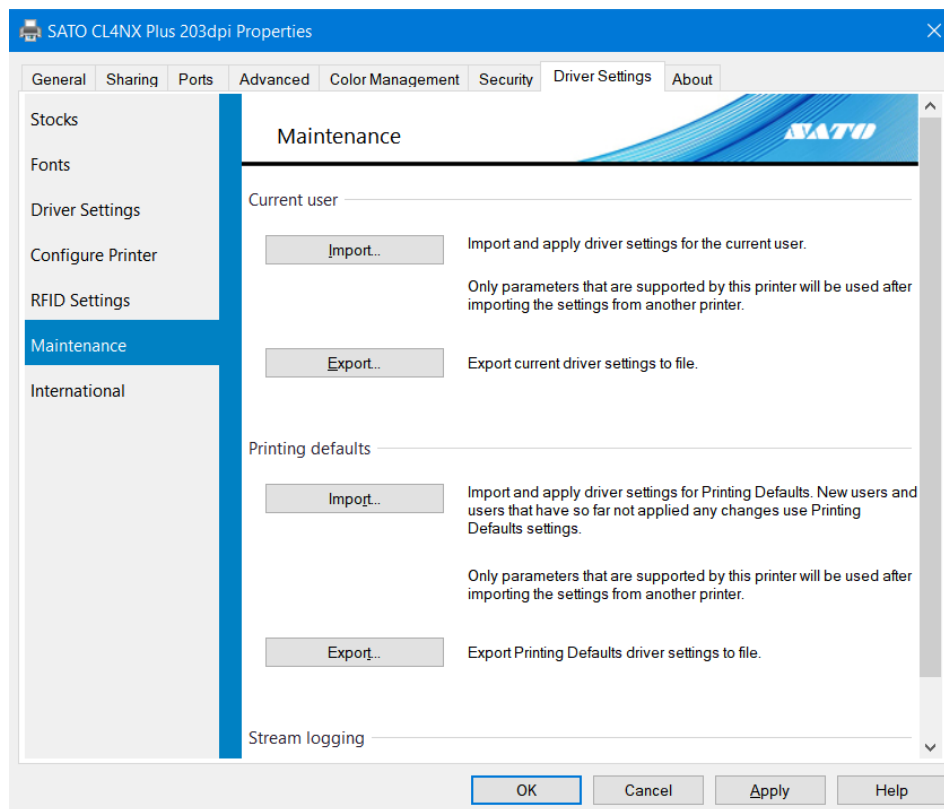 SATO CL4NX Plus 203dpi Properties
General Sharing Ports Advanced Color Management Security Driver Settings About
Stocks
Fonts
Driver Settings
Configure Printer
RFID Settings
Maintenance
International
Maintenance
SATO
Current user
Import...
Import and apply driver settings for the current user.
Only parameters that are supported by this printer will be used after
importing the settings from another printer.
Export...
Export current driver settings to file.
Printing defaults
Import...
Import and apply driver settings for Printing Defaults. New users and
users that have so far not applied any changes use Printing
Defaults settings.
Only parameters that are supported by this printer will be used after
importing the settings from another printer.
Export...
Export Printing Defaults driver settings to file.
Stream logging
OK Cancel Apply Help